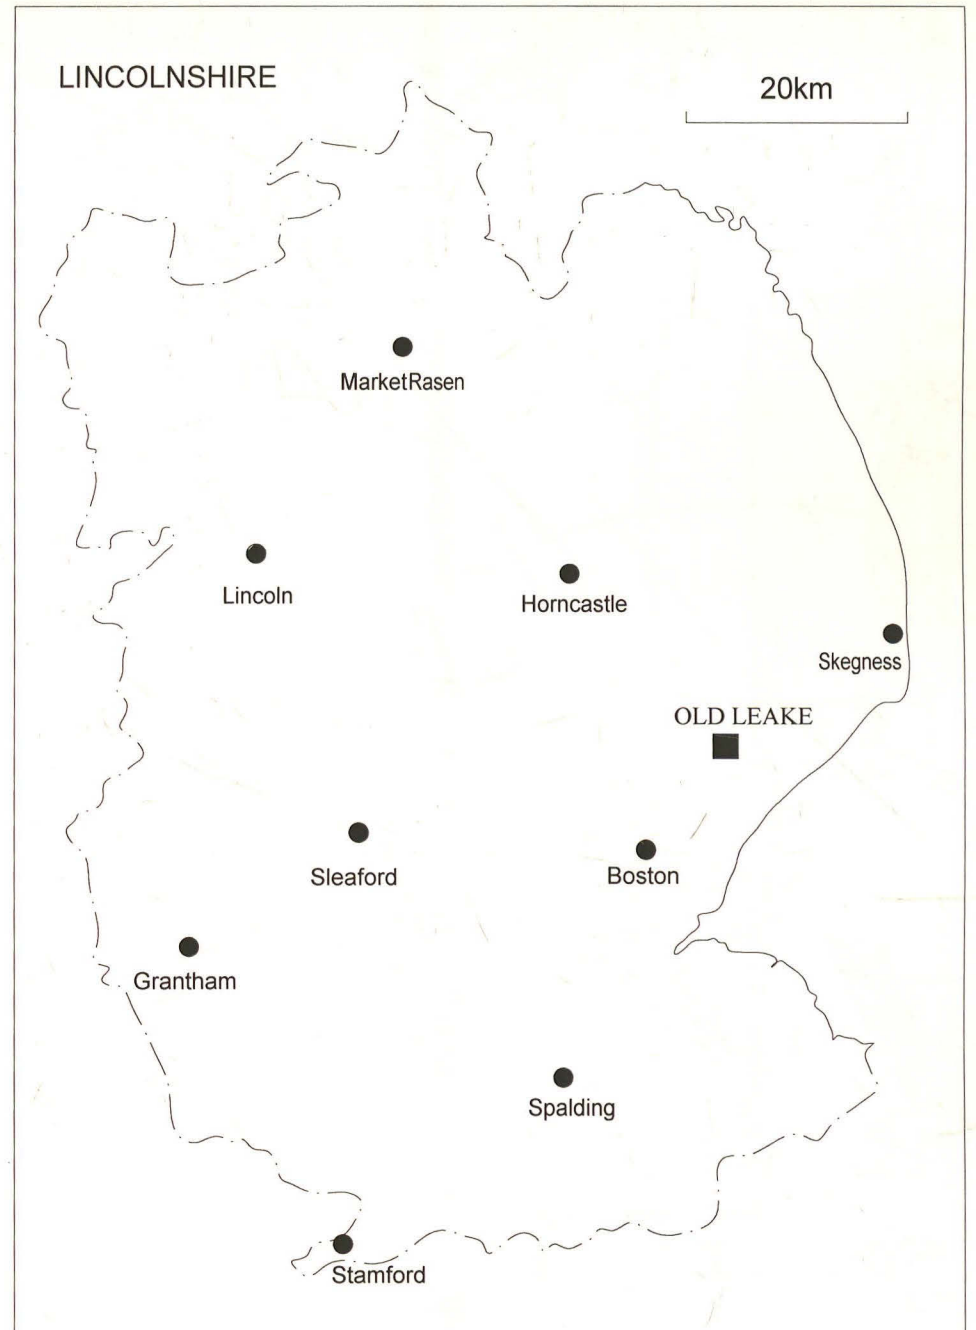 LINCOLNSHIRE
20km
MarketRasen
Lincoln
Horncastle
Skegness
OLD LEAKE
Sleaford
Boston
Grantham
Spalding
Stamford